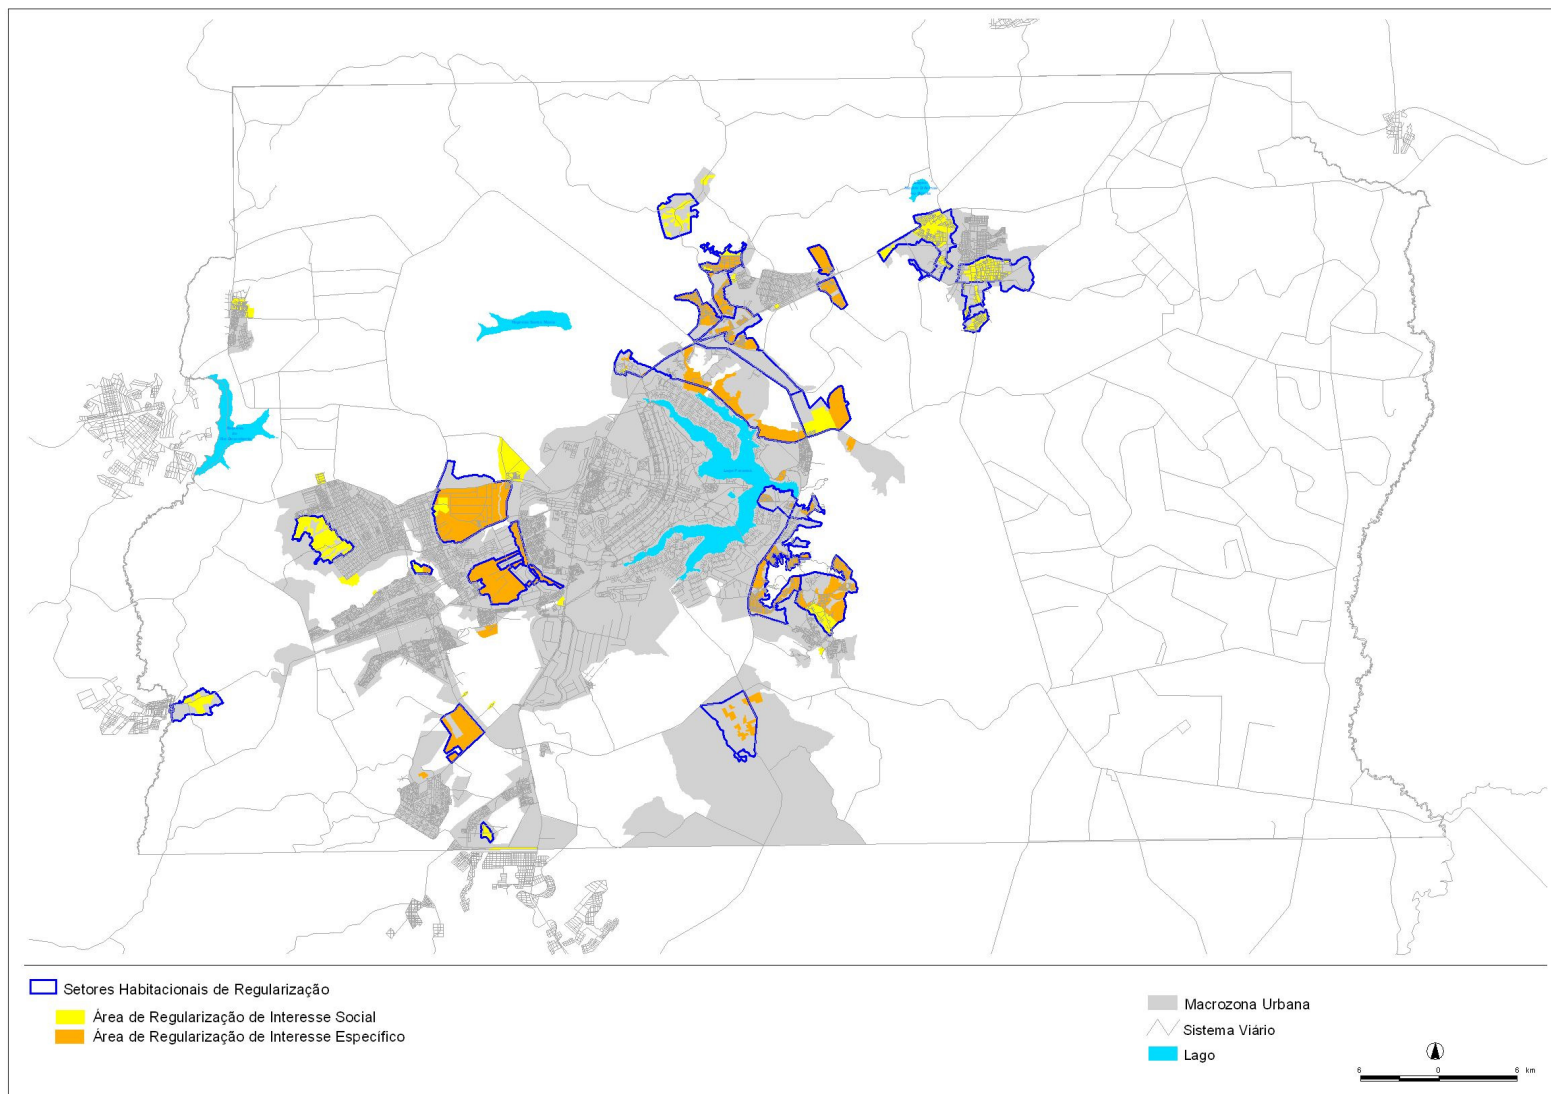 Setores Habitacionais de Regularização
Área de Regularização de Interesse Social
Área de Regularização de Interesse Específico
Macrozona Urbana
Sistema Viário
Lago
6 0 6 km